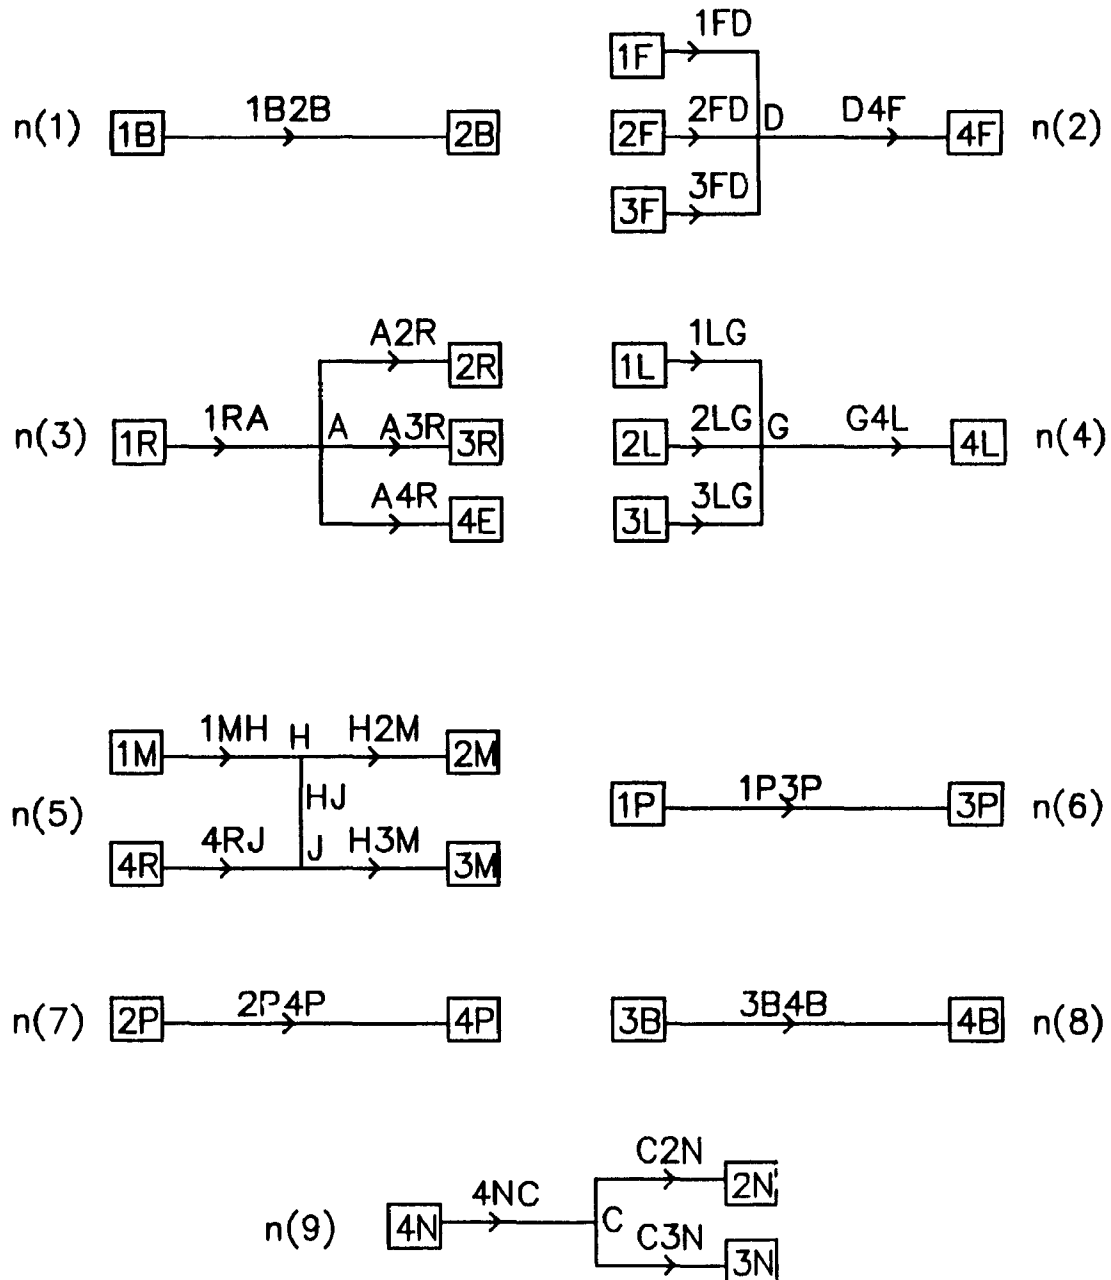 1FD
1F
n(1) 1B 1B2B 2B
2F 2FD D D4F 4F n(2)
3FD
3F
A2R
2R
n(3) 1R 1RA A A3R 3R
A4R
4E
1LG
1L
2L 2LG G G4L 4L n(4)
3LG
3L
n(5)
1M 1MH H H2M 2M
HJ
4R 4RJ J H3M 3M
1P 1P3P 3P n(6)
n(7) 2P 2P4P 4P
3B 3B4B 4B n(8)
C2N
2N
n(9) 4N 4NC C
C3N
3N